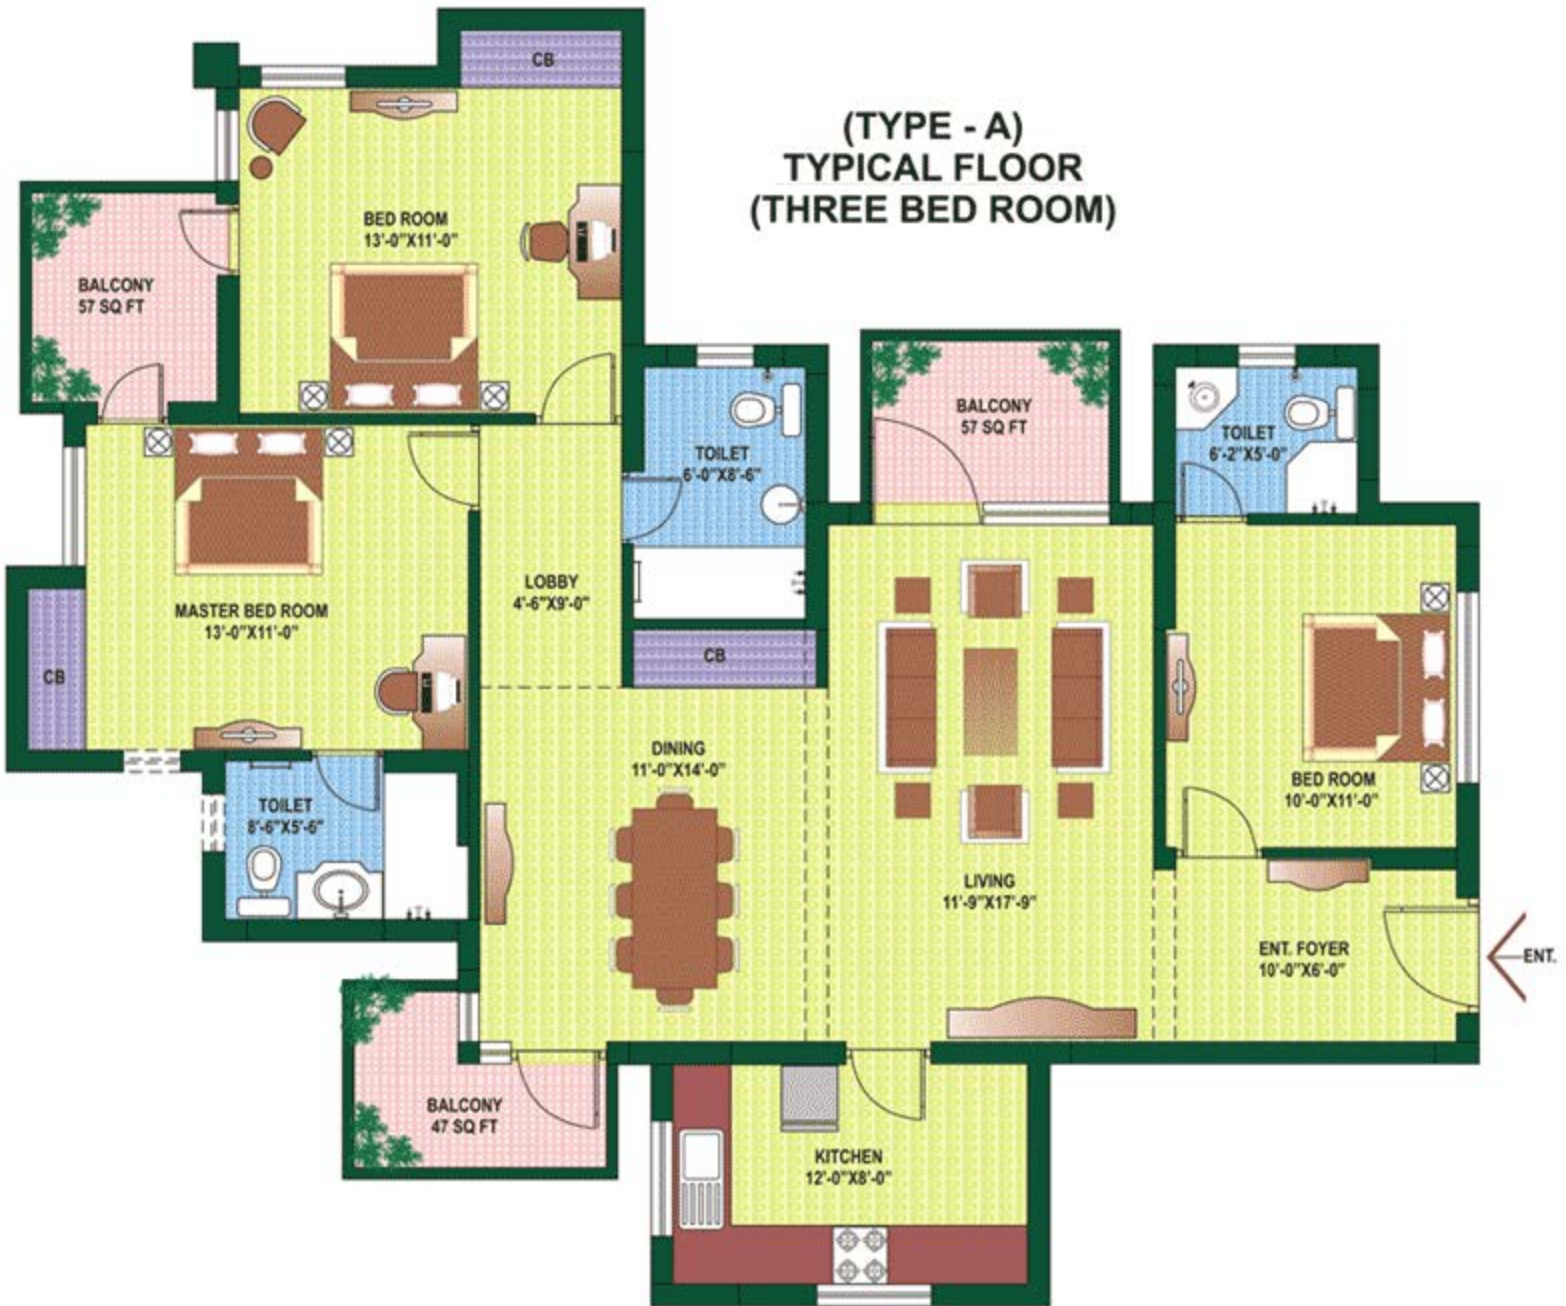 (TYPE - A)
TYPICAL FLOOR
(THREE BED ROOM)
CB
BED ROOM
13'-0"X11'-0"
BALCONY
57 SQ FT
BALCONY
57 SQ FT
TOILET
6'-2"X5'-0"
TOILET
6'-0"X8'-6"
LOBBY
4'-6"X9'-0"
MASTER BED ROOM
13'-0"X11'-0"
CB
CB
DINING
11'-0"X14'-0"
BED ROOM
10'-0"X11'-0"
TOILET
8'-6"X5'-6"
LIVING
11'-9"X17'-9"
ENT. FOYER
10'-0"X6'-0"
ENT.
BALCONY
47 SQ FT
KITCHEN
12'-0"X8'-0"